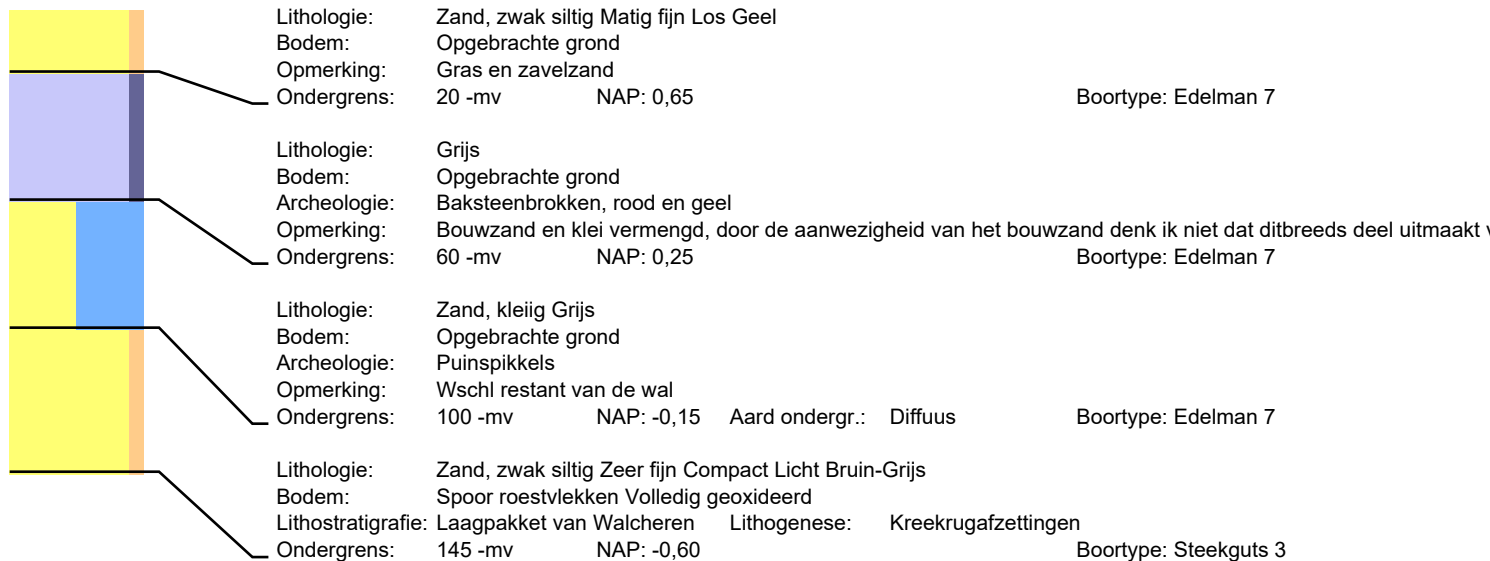 Lithologie: Zand, zwak siltig Matig fijn Los Geel
Bodem: Opgebrachte grond
Opmerking: Gras en zavelzand
Ondergrens: 20 -mv NAP: 0,65 Boortype: Edelman 7
Lithologie: Grijs
Bodem: Opgebrachte grond
Archeologie: Baksteenbrokken, rood en geel
Opmerking: Bouwzand en klei vermengd, door de aanwezigheid van het bouwzand denk ik niet dat ditbreeds deel uitmaakt
Ondergrens: 60 -mv NAP: 0,25 Boortype: Edelman 7
Lithologie: Zand, kleiig Grijs
Bodem: Opgebrachte grond
Archeologie: Puinspikkels
Opmerking: Wschl restant van de wal
Ondergrens: 100 -mv NAP: -0,15 Aard ondergr.: Diffuus Boortype: Edelman 7
Lithologie: Zand, zwak siltig Zeer fijn Compact Licht Bruin-Grijs
Bodem: Spoor roestvlekken Volledig geoxideerd
Lithostratigrafie: Laagpakket van Walcheren Lithogenese: Kreekrugafzettingen
Ondergrens: 145 -mv NAP: -0,60 Boortype: Steekguts 3